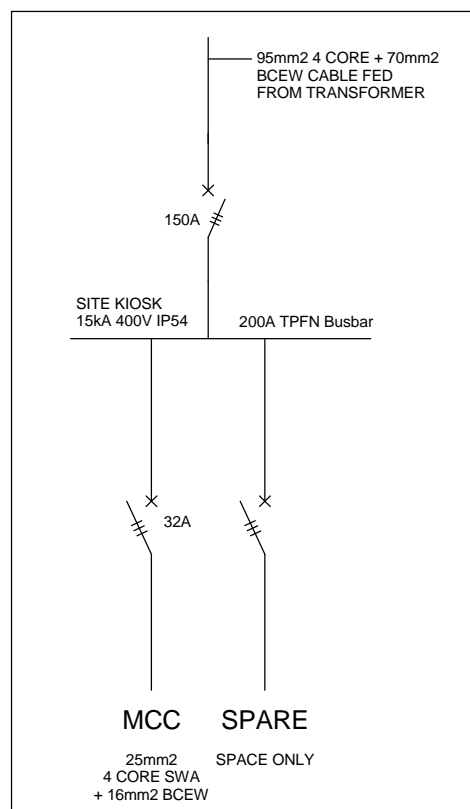 95mm2 4 CORE + 70mm2
BCEW CABLE FED
FROM TRANSFORMER
150A
SITE KIOSK
15kA 400V IP54
200A TPFN Busbar
32A
MCC
SPARE
25mm2
4 CORE SWA
+ 16mm2 BCEW
SPACE ONLY